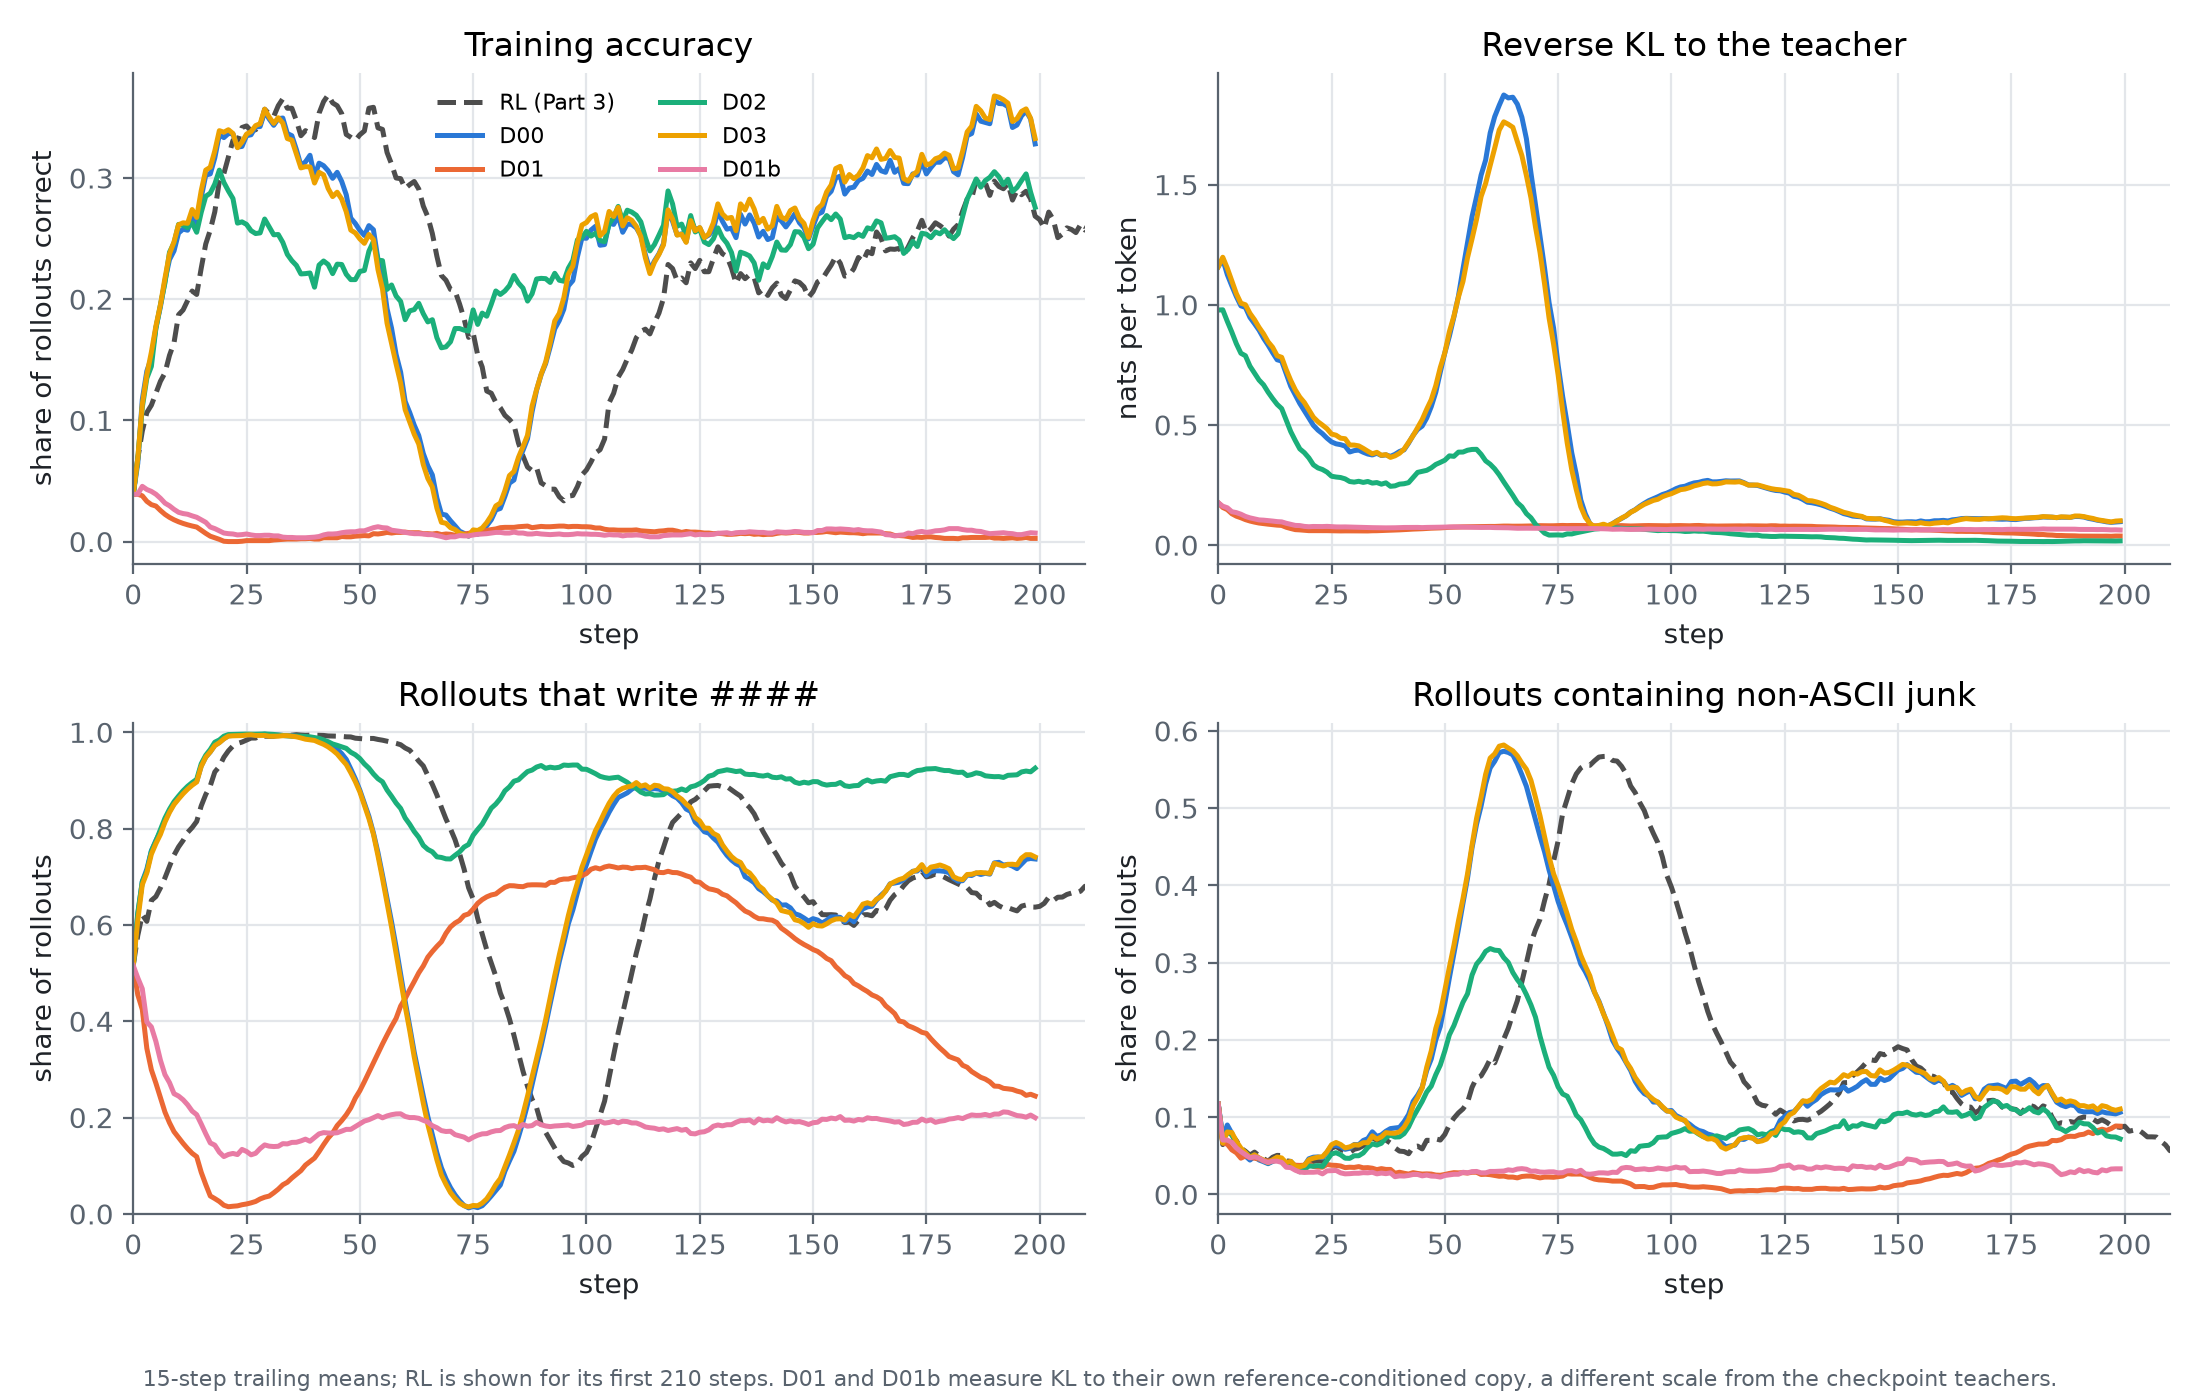 Training accuracy
share of rollouts correct
0.3
0.2
0.1
0.0
RL (Part 3)
D00
D01
D02
D03
D01b
0 25 50 75 100 125 150 175 200
step
Reverse KL to the teacher
nats per token
1.5
1.0
0.5
0.0
0 25 50 75 100 125 150 175 200
step
Rollouts that write ####
share of rollouts
1.0
0.8
0.6
0.4
0.2
0.0
0 25 50 75 100 125 150 175 200
step
Rollouts containing non-ASCII junk
share of rollouts
0.6
0.5
0.4
0.3
0.2
0.1
0.0
0 25 50 75 100 125 150 175 200
step
15-step trailing means; RL is shown for its first 210 steps. D01 and D01b measure KL to their own reference-conditioned copy, a different scale from the checkpoint teachers.